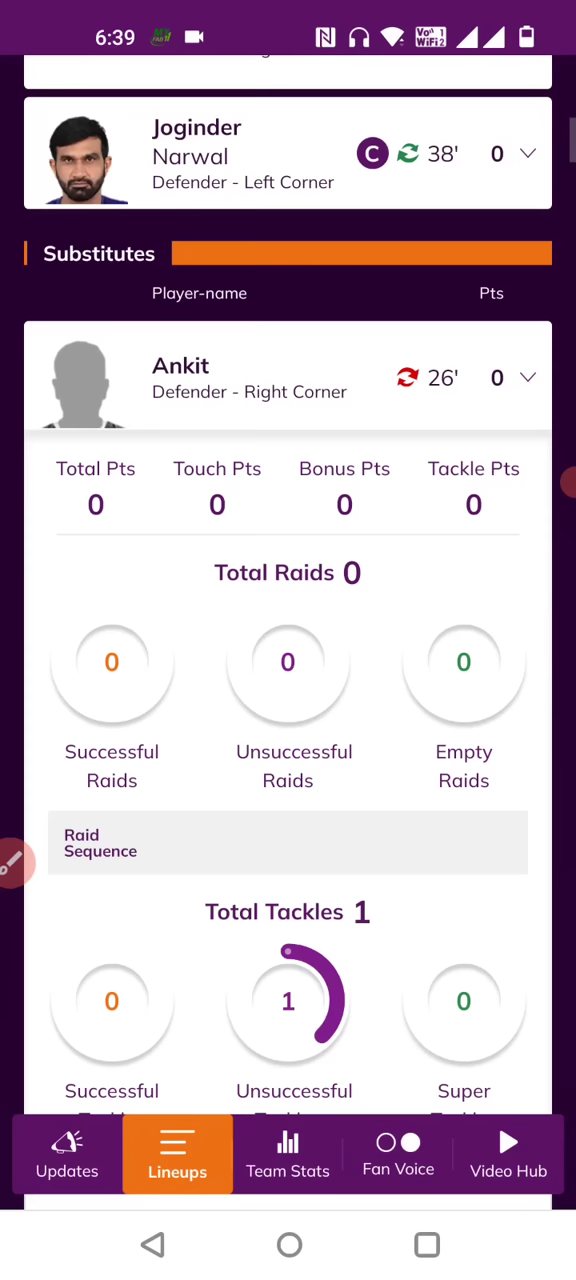 6:39
Vo)) 1
WiFi2
Joginder
Narwal
Defender - Left Corner
C 38' 0
Substitutes
Player-name Pts
Ankit
Defender - Right Corner
26' 0
Total Pts Touch Pts Bonus Pts Tackle Pts
0 0 0 0
Total Raids 0
0 0 0
Successful Raids
Unsuccessful Raids
Empty Raids
Raid
Sequence
Total Tackles 1
0 1 0
Successful Unsuccessful Super
Updates Lineups Team Stats Fan Voice Video Hub